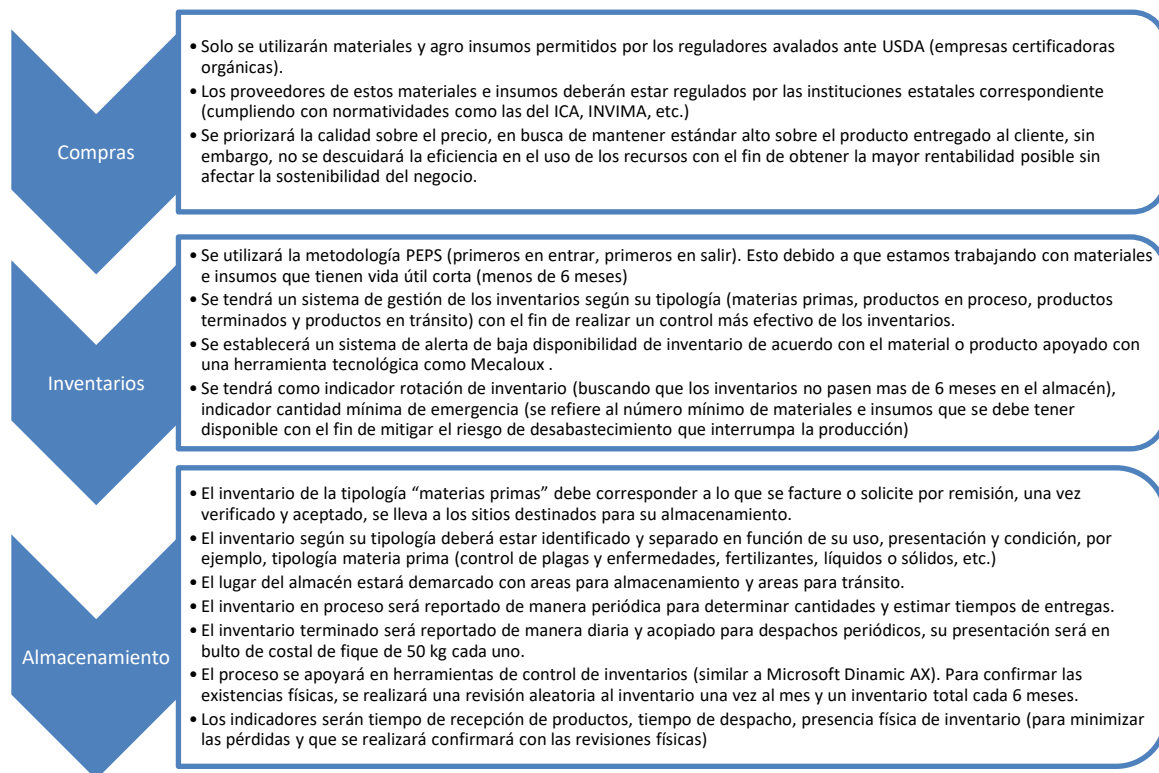 Compras
• Solo se utilizarán materiales y agro insumos permitidos por los reguladores avalados ante USDA (empresas certificadoras
orgánicas).
• Los proveedores de estos materiales e insumos deberán estar regulados por las instituciones estatales correspondiente
(cumpliendo con normatividades como las del ICA, INVIMA, etc.)
• Se priorizará la calidad sobre el precio, en busca de mantener estándar alto sobre el producto entregado al cliente, sin
embargo, no se descuidará la eficiencia en el uso de los recursos con el fin de obtener la mayor rentabilidad posible sin
afectar la sostenibilidad del negocio.
Inventarios
• Se utilizará la metodología PEPS (primeros en entrar, primeros en salir). Esto debido a que estamos trabajando con materiales
e insumos que tienen vida útil corta (menos de 6 meses)
• Se tendrá un sistema de gestión de los inventarios según su tipología (materias primas, productos en proceso, productos
terminados y productos en tránsito) con el fin de realizar un control más efectivo de los inventarios.
• Se establecerá un sistema de alerta de baja disponibilidad de inventario de acuerdo con el material o producto apoyado con
una herramienta tecnológica como Mecaloux .
• Se tendrá como indicador rotación de inventario (buscando que los inventarios no pasen mas de 6 meses en el almacén),
indicador cantidad mínima de emergencia (se refiere al número mínimo de materiales e insumos que se debe tener
disponible con el fin de mitigar el riesgo de desabastecimiento que interrumpa la producción)
Almacenamiento
• El inventario de la tipología “materias primas” debe corresponder a lo que se facture o solicite por remisión, una vez
verificado y aceptado, se lleva a los sitios destinados para su almacenamiento.
• El inventario según su tipología deberá estar identificado y separado en función de su uso, presentación y condición, por
ejemplo, tipología materia prima (control de plagas y enfermedades, fertilizantes, líquidos o sólidos, etc.)
• El lugar del almacén estará demarcado con areas para almacenamiento y areas para tránsito.
• El inventario en proceso será reportado de manera periódica para determinar cantidades y estimar tiempos de entregas.
• El inventario terminado será reportado de manera diaria y acopiado para despachos periódicos, su presentación será en
bulto de costal de fique de 50 kg cada uno.
• El proceso se apoyará en herramientas de control de inventarios (similar a Microsoft Dinamic AX). Para confirmar las
existencias físicas, se realizará una revisión aleatoria al inventario una vez al mes y un inventario total cada 6 meses.
• Los indicadores serán tiempo de recepción de productos, tiempo de despacho, presencia física de inventario (para minimizar
las pérdidas y que se realizará confirmará con las revisiones físicas)